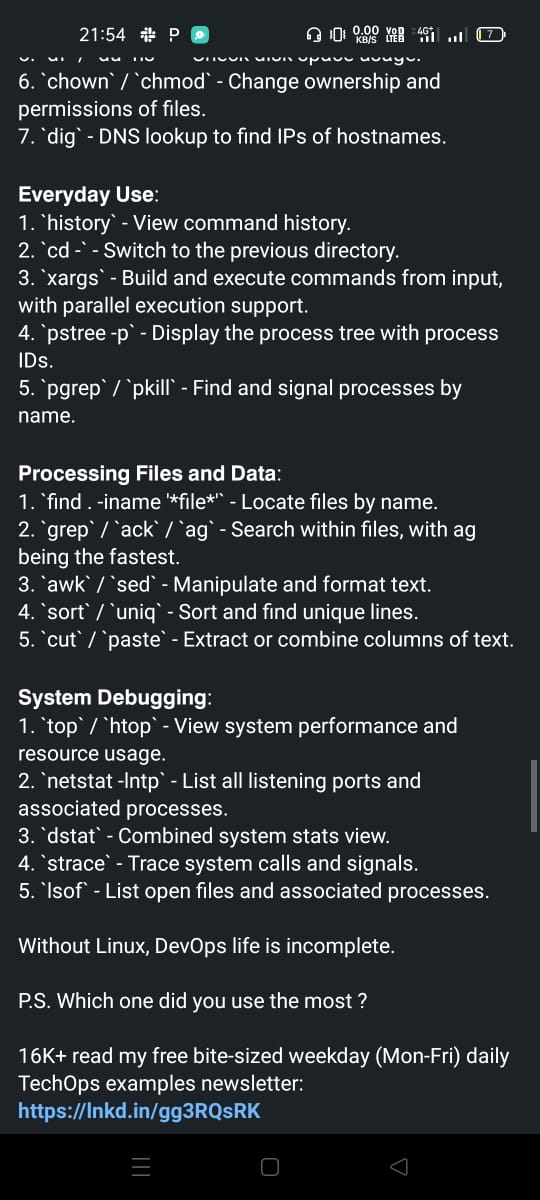 21:54 P 0.00 KB/S VoD LTE 4G+ 7
6. `chown` / `chmod` - Change ownership and
permissions of files.
7. `dig` - DNS lookup to find IPs of hostnames.
Everyday Use:
1. `history` - View command history.
2. `cd -` - Switch to the previous directory.
3. `xargs` - Build and execute commands from input,
with parallel execution support.
4. `pstree -p` - Display the process tree with process
IDs.
5. `pgrep` / `pkill` - Find and signal processes by
name.
Processing Files and Data:
1. `find . -iname '*file*'` - Locate files by name.
2. `grep` / `ack` / `ag` - Search within files, with ag
being the fastest.
3. `awk` / `sed` - Manipulate and format text.
4. `sort` / `uniq` - Sort and find unique lines.
5. `cut` / `paste` - Extract or combine columns of text.
System Debugging:
1. `top` / `htop` - View system performance and
resource usage.
2. `netstat -lntp` - List all listening ports and
associated processes.
3. `dstat` - Combined system stats view.
4. `strace` - Trace system calls and signals.
5. `lsof` - List open files and associated processes.
Without Linux, DevOps life is incomplete.
P.S. Which one did you use the most ?
16K+ read my free bite-sized weekday (Mon-Fri) daily
TechOps examples newsletter:
https://lnkd.in/gg3RQsRK